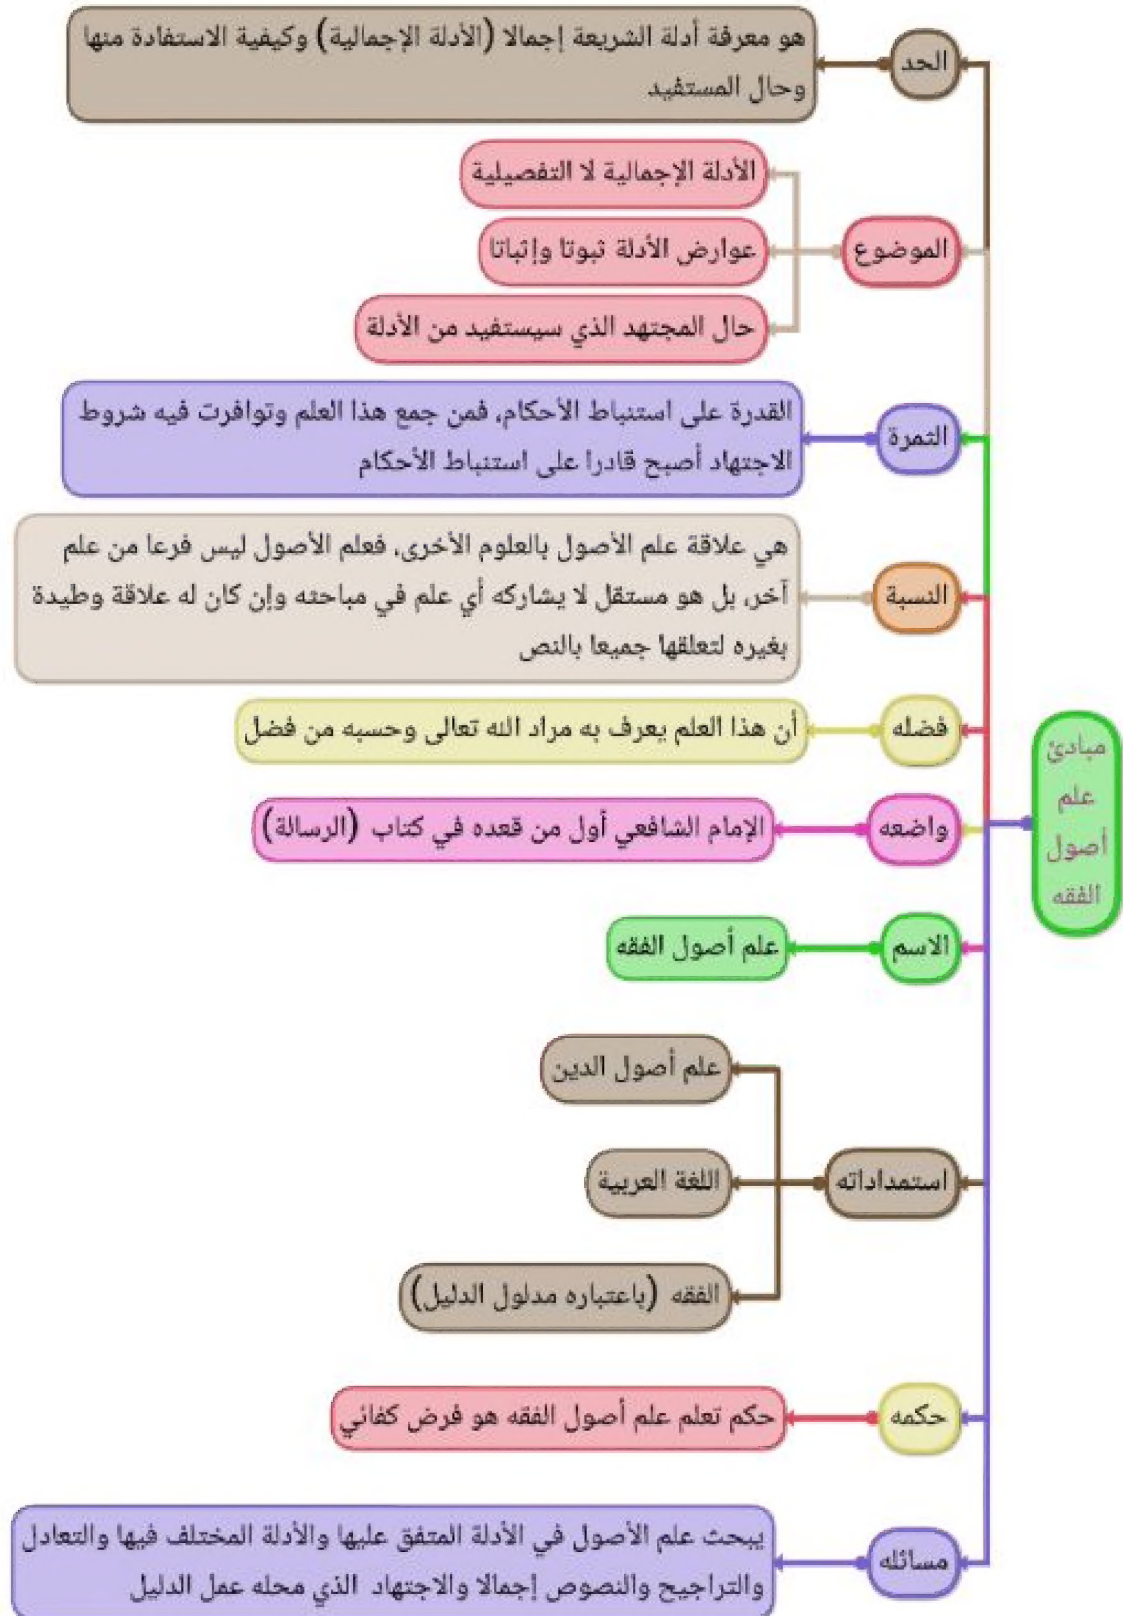 مبادئ
علم
أصول
الفقه
الحد
هو معرفة أدلة الشريعة إجمالا (الأدلة الإجمالية) وكيفية الاستفادة منها
وحال المستفيد
الموضوع
الأدلة الإجمالية لا التفصيلية
عوارض الأدلة ثبوتا وإثباتا
حال المجتهد الذي سيستفيد من الأدلة
الثمرة
القدرة على استنباط الأحكام، فمن جمع هذا العلم وتوافرت فيه شروط
الاجتهاد أصبح قادرا على استنباط الأحكام
النسبة
هي علاقة علم الأصول بالعلوم الأخرى، فعلم الأصول ليس فرعا من علم
آخر، بل هو مستقل لا يشاركه أي علم في مباحثه وإن كان له علاقة وطيدة
بغيره لتعلقها جميعا بالنص
فضله
أن هذا العلم يعرف به مراد الله تعالى وحسبه من فضل
واضعه
الإمام الشافعي أول من قعده في كتاب (الرسالة)
الاسم
علم أصول الفقه
استمداداته
علم أصول الدين
اللغة العربية
الفقه (باعتباره مدلول الدليل)
حكمه
حكم تعلم علم أصول الفقه هو فرض كفائي
مسائله
يبحث علم الأصول في الأدلة المتفق عليها والأدلة المختلف فيها والتعادل
والتراجيح والنصوص إجمالا والاجتهاد الذي محله عمل الدليل